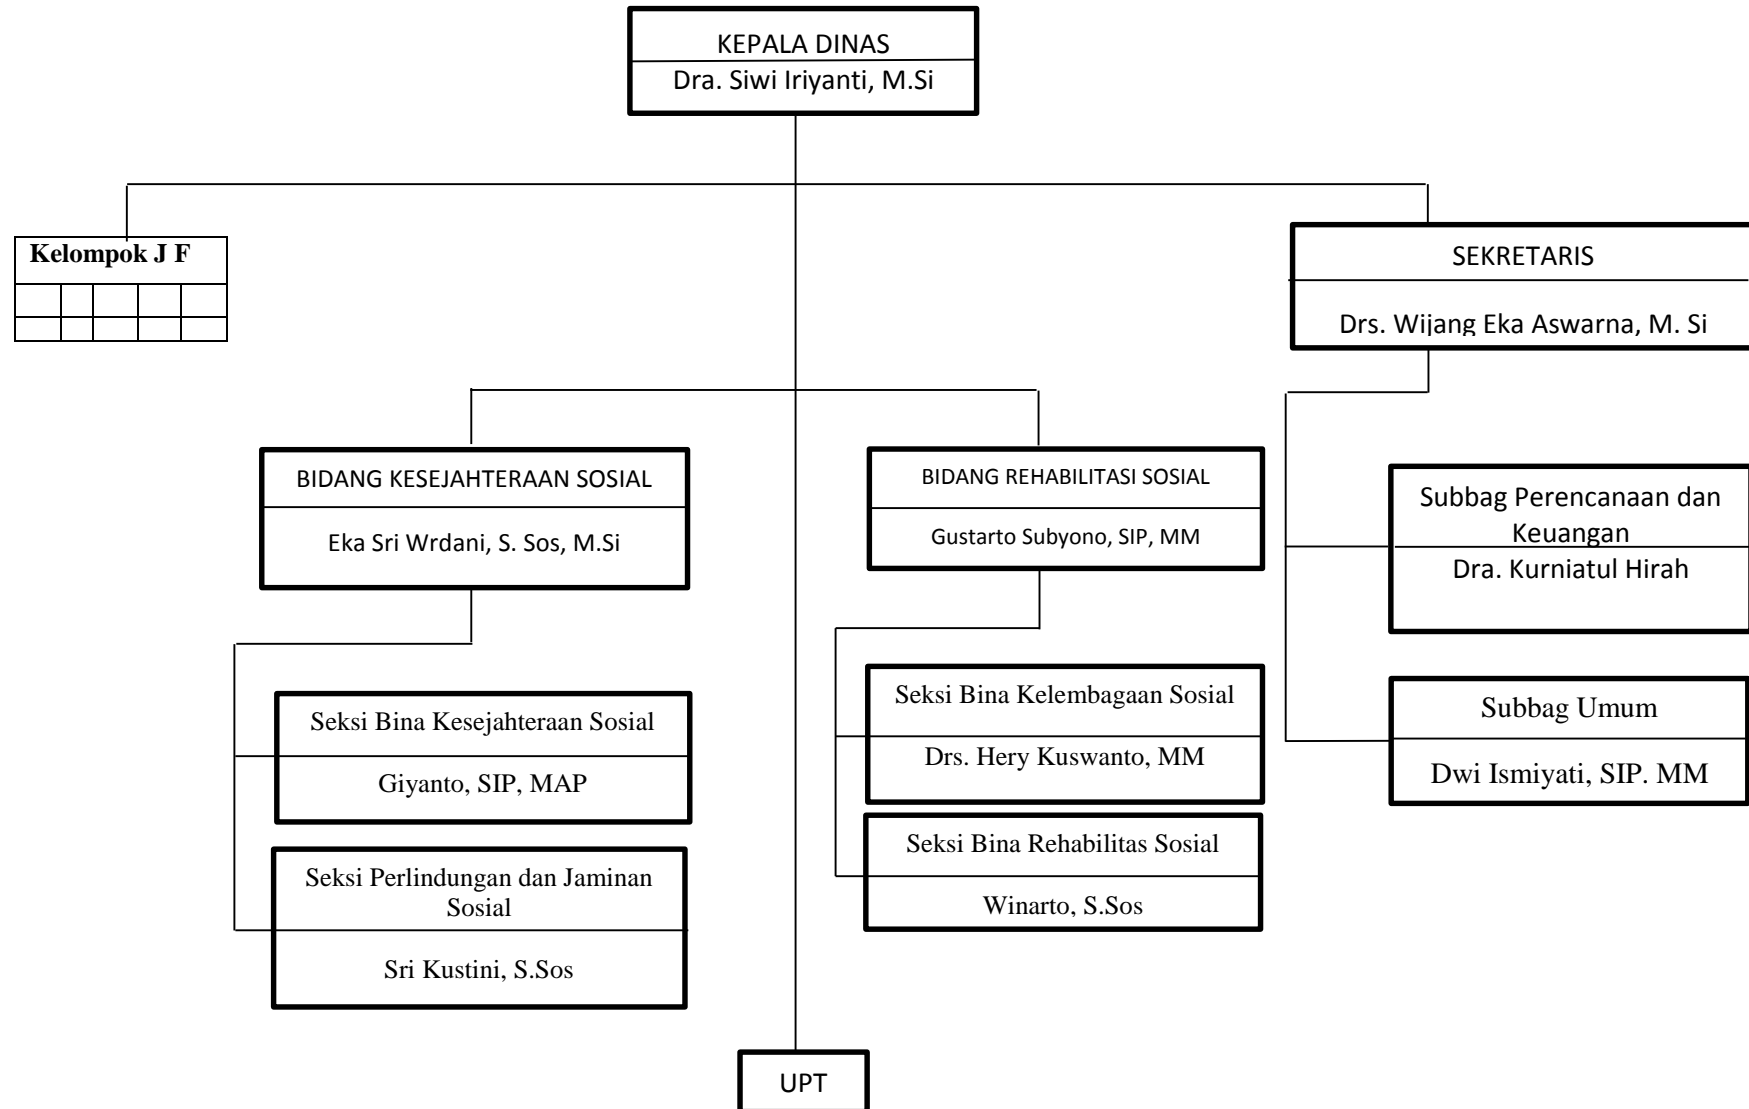 KEPALA DINAS
Dra. Siwi Iriyanti, M.Si
Kelompok J F
SEKRETARIS
Drs. Wijang Eka Aswarna, M. Si
BIDANG KESEJAHTERAAN SOSIAL
Eka Sri Wrdani, S. Sos, M.Si
BIDANG REHABILITASI SOSIAL
Gustarto Subyono, SIP, MM
Subbag Perencanaan dan
Keuangan
Dra. Kurniatul Hirah
Seksi Bina Kesejahteraan Sosial
Giyanto, SIP, MAP
Seksi Bina Kelembagaan Sosial
Drs. Hery Kuswanto, MM
Subbag Umum
Dwi Ismiyati, SIP. MM
Seksi Perlindungan dan Jaminan
Sosial
Sri Kustini, S.Sos
Seksi Bina Rehabilitas Sosial
Winarto, S.Sos
UPT